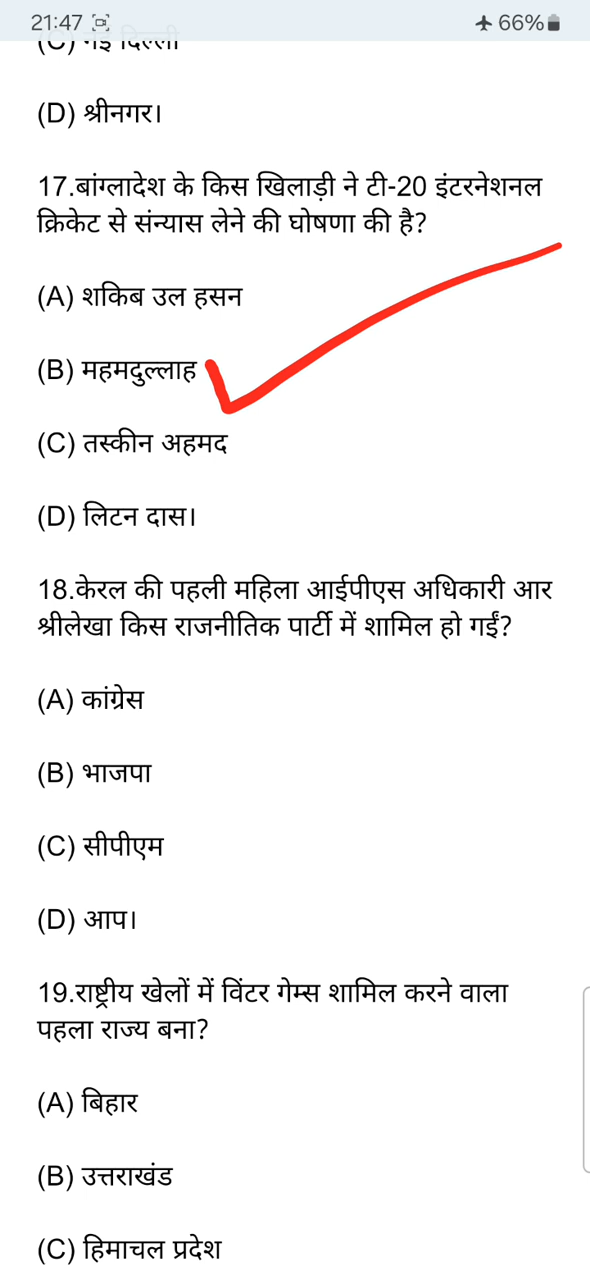 21:47
66%
(C) नई दिल्ली
(D) श्रीनगर।
17.बांग्लादेश के किस खिलाड़ी ने टी-20 इंटरनेशनल
क्रिकेट से संन्यास लेने की घोषणा की है?
(A) शकिब उल हसन
(B) महमदुल्लाह
(C) तस्कीन अहमद
(D) लिटन दास।
18.केरल की पहली महिला आईपीएस अधिकारी आर
श्रीलेखा किस राजनीतिक पार्टी में शामिल हो गईं?
(A) कांग्रेस
(B) भाजपा
(C) सीपीएम
(D) आप।
19.राष्ट्रीय खेलों में विंटर गेम्स शामिल करने वाला
पहला राज्य बना?
(A) बिहार
(B) उत्तराखंड
(C) हिमाचल प्रदेश